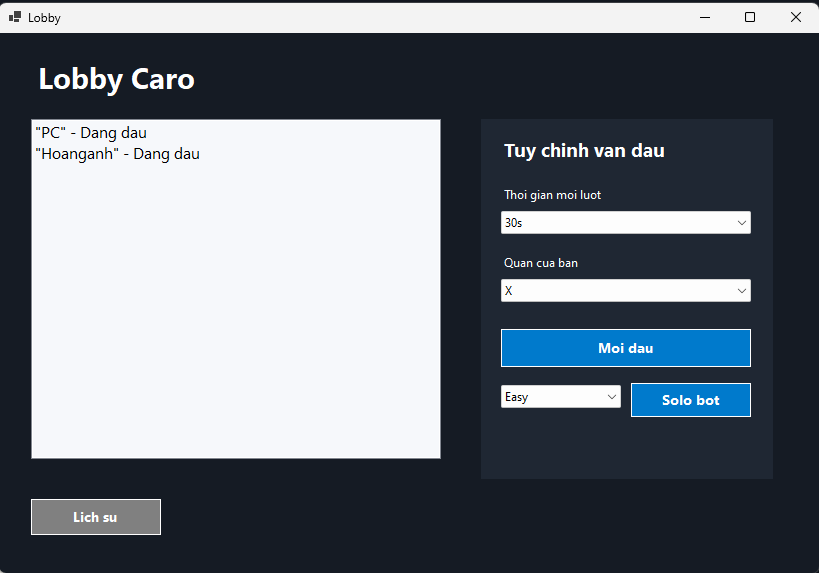 Lobby
Lobby Caro
"PC" - Dang dau
"Hoanganh" - Dang dau
Tuy chinh van dau
Thoi gian moi luot
30s
Quan cua ban
X
Moi dau
Easy
Solo bot
Lich su